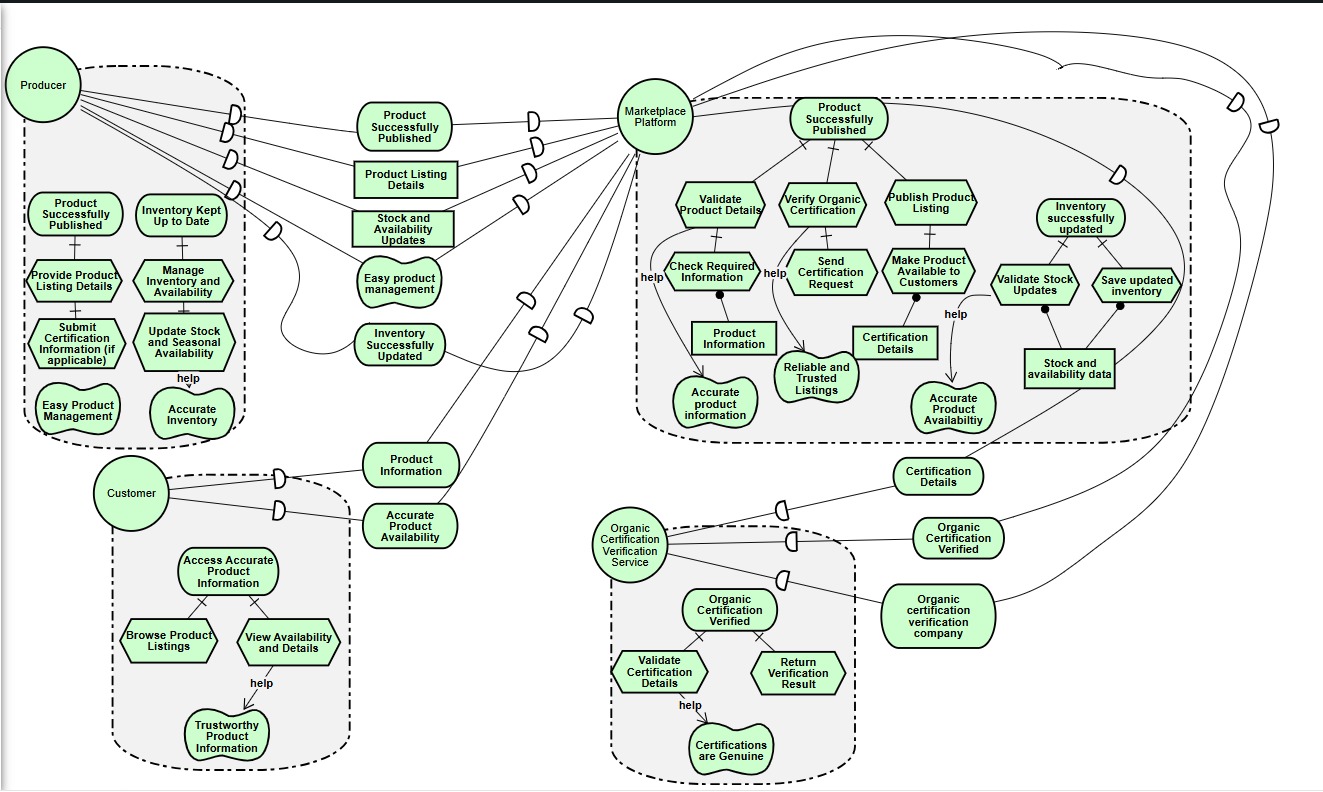 Producer
Product
Successfully
Published
Inventory Kept
Up to Date
Provide Product
Listing Details
Manage
Inventory and
Availability
Submit
Certification
Information (if
applicable)
Update Stock
and Seasonal
Availability
help
Easy Product
Management
Accurate
Inventory
Product
Successfully
Published
Product Listing
Details
Stock and
Availability
Updates
Easy product
management
Inventory
Successfully
Updated
Product
Information
Accurate
Product
Availability
Customer
Access Accurate
Product
Information
Browse Product
Listings
View Availability
and Details
help
Trustworthy
Product
Information
Marketplace
Platform
Product
Successfully
Published
Validate
Product Details
Verify Organic
Certification
Publish Product
Listing
Inventory
successfully
updated
help
Check Required
Information
help
Send
Certification
Request
Make Product
Available to
Customers
Validate Stock
Updates
Save updated
inventory
help
Product
Information
Certification
Details
Stock and
availability data
Accurate
product
information
Reliable and
Trusted
Listings
Accurate
Product
Availabiltiy
Certification
Details
Organic
Certification
Verified
Organic
certification
verification
company
Organic
Certification
Verification
Service
Organic
Certification
Verified
Validate
Certification
Details
Return
Verification
Result
help
Certifications
are Genuine